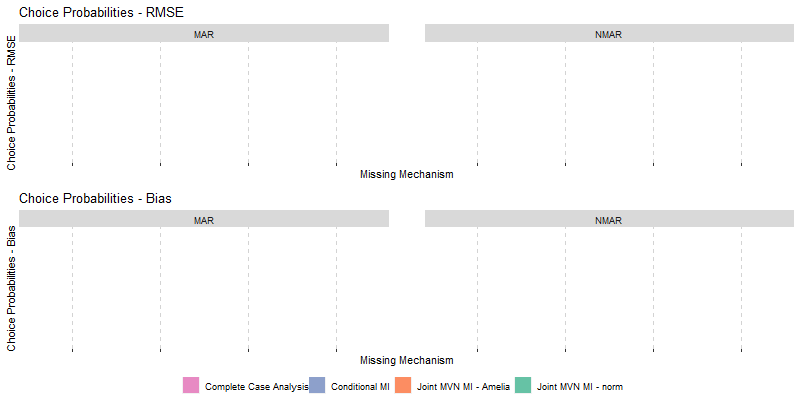 Choice Probabilities - RMSE
MAR NMAR
Choice Probabilities - RMSE
Missing Mechanism
Choice Probabilities - Bias
MAR NMAR
Choice Probabilities - Bias
Missing Mechanism
Complete Case Analysis Conditional MI Joint MVN MI - Amelia Joint MVN MI - norm